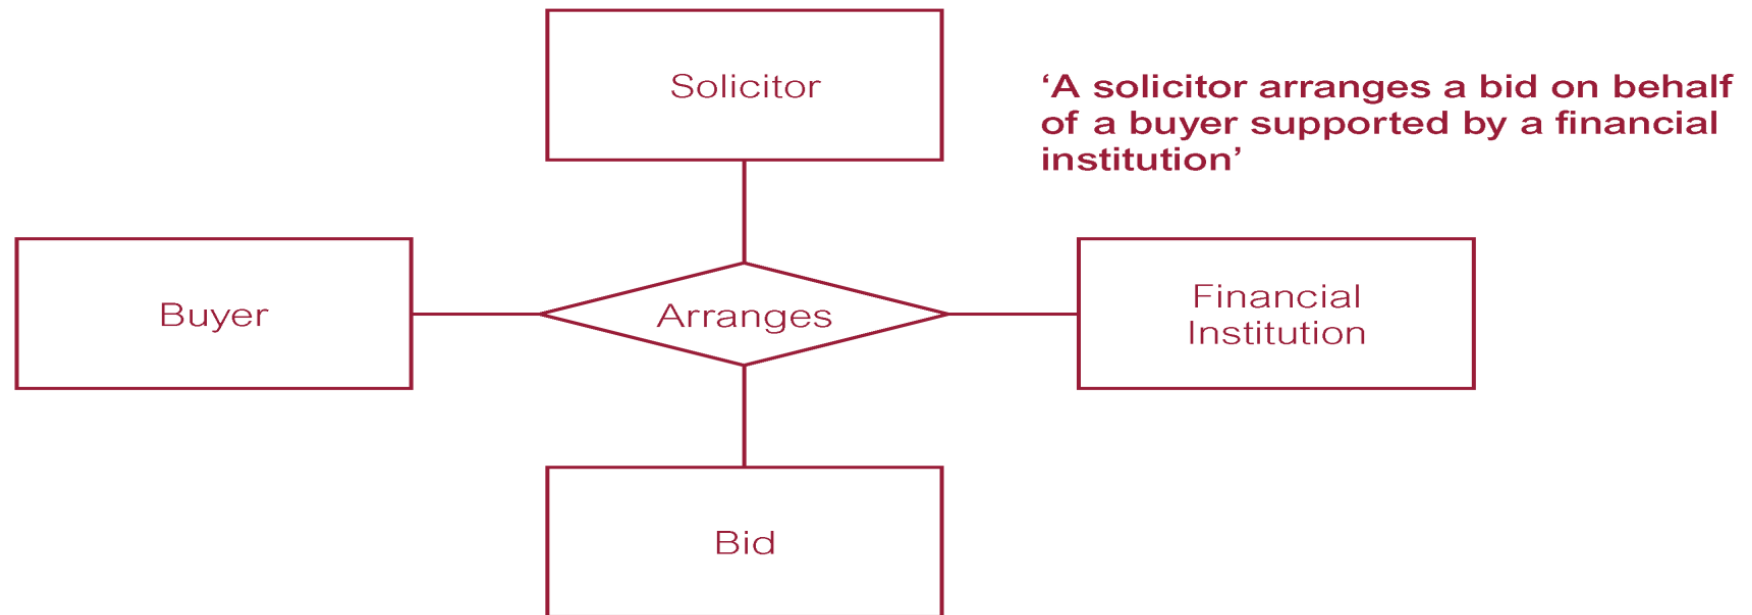 Solicitor
‘A solicitor arranges a bid on behalf
of a buyer supported by a financial
institution’
Buyer
Arranges
Financial
Institution
Bid